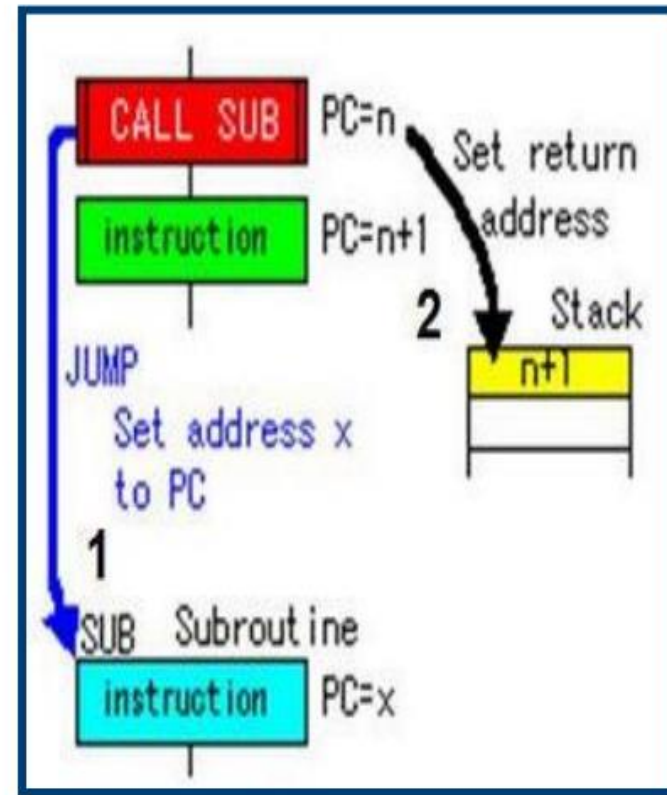 CALL SUB
PC=n
Set return
address
instruction
PC=n+1
2
Stack
n+1
JUMP
Set address x
to PC
1
SUB Subroutine
instruction
PC=x